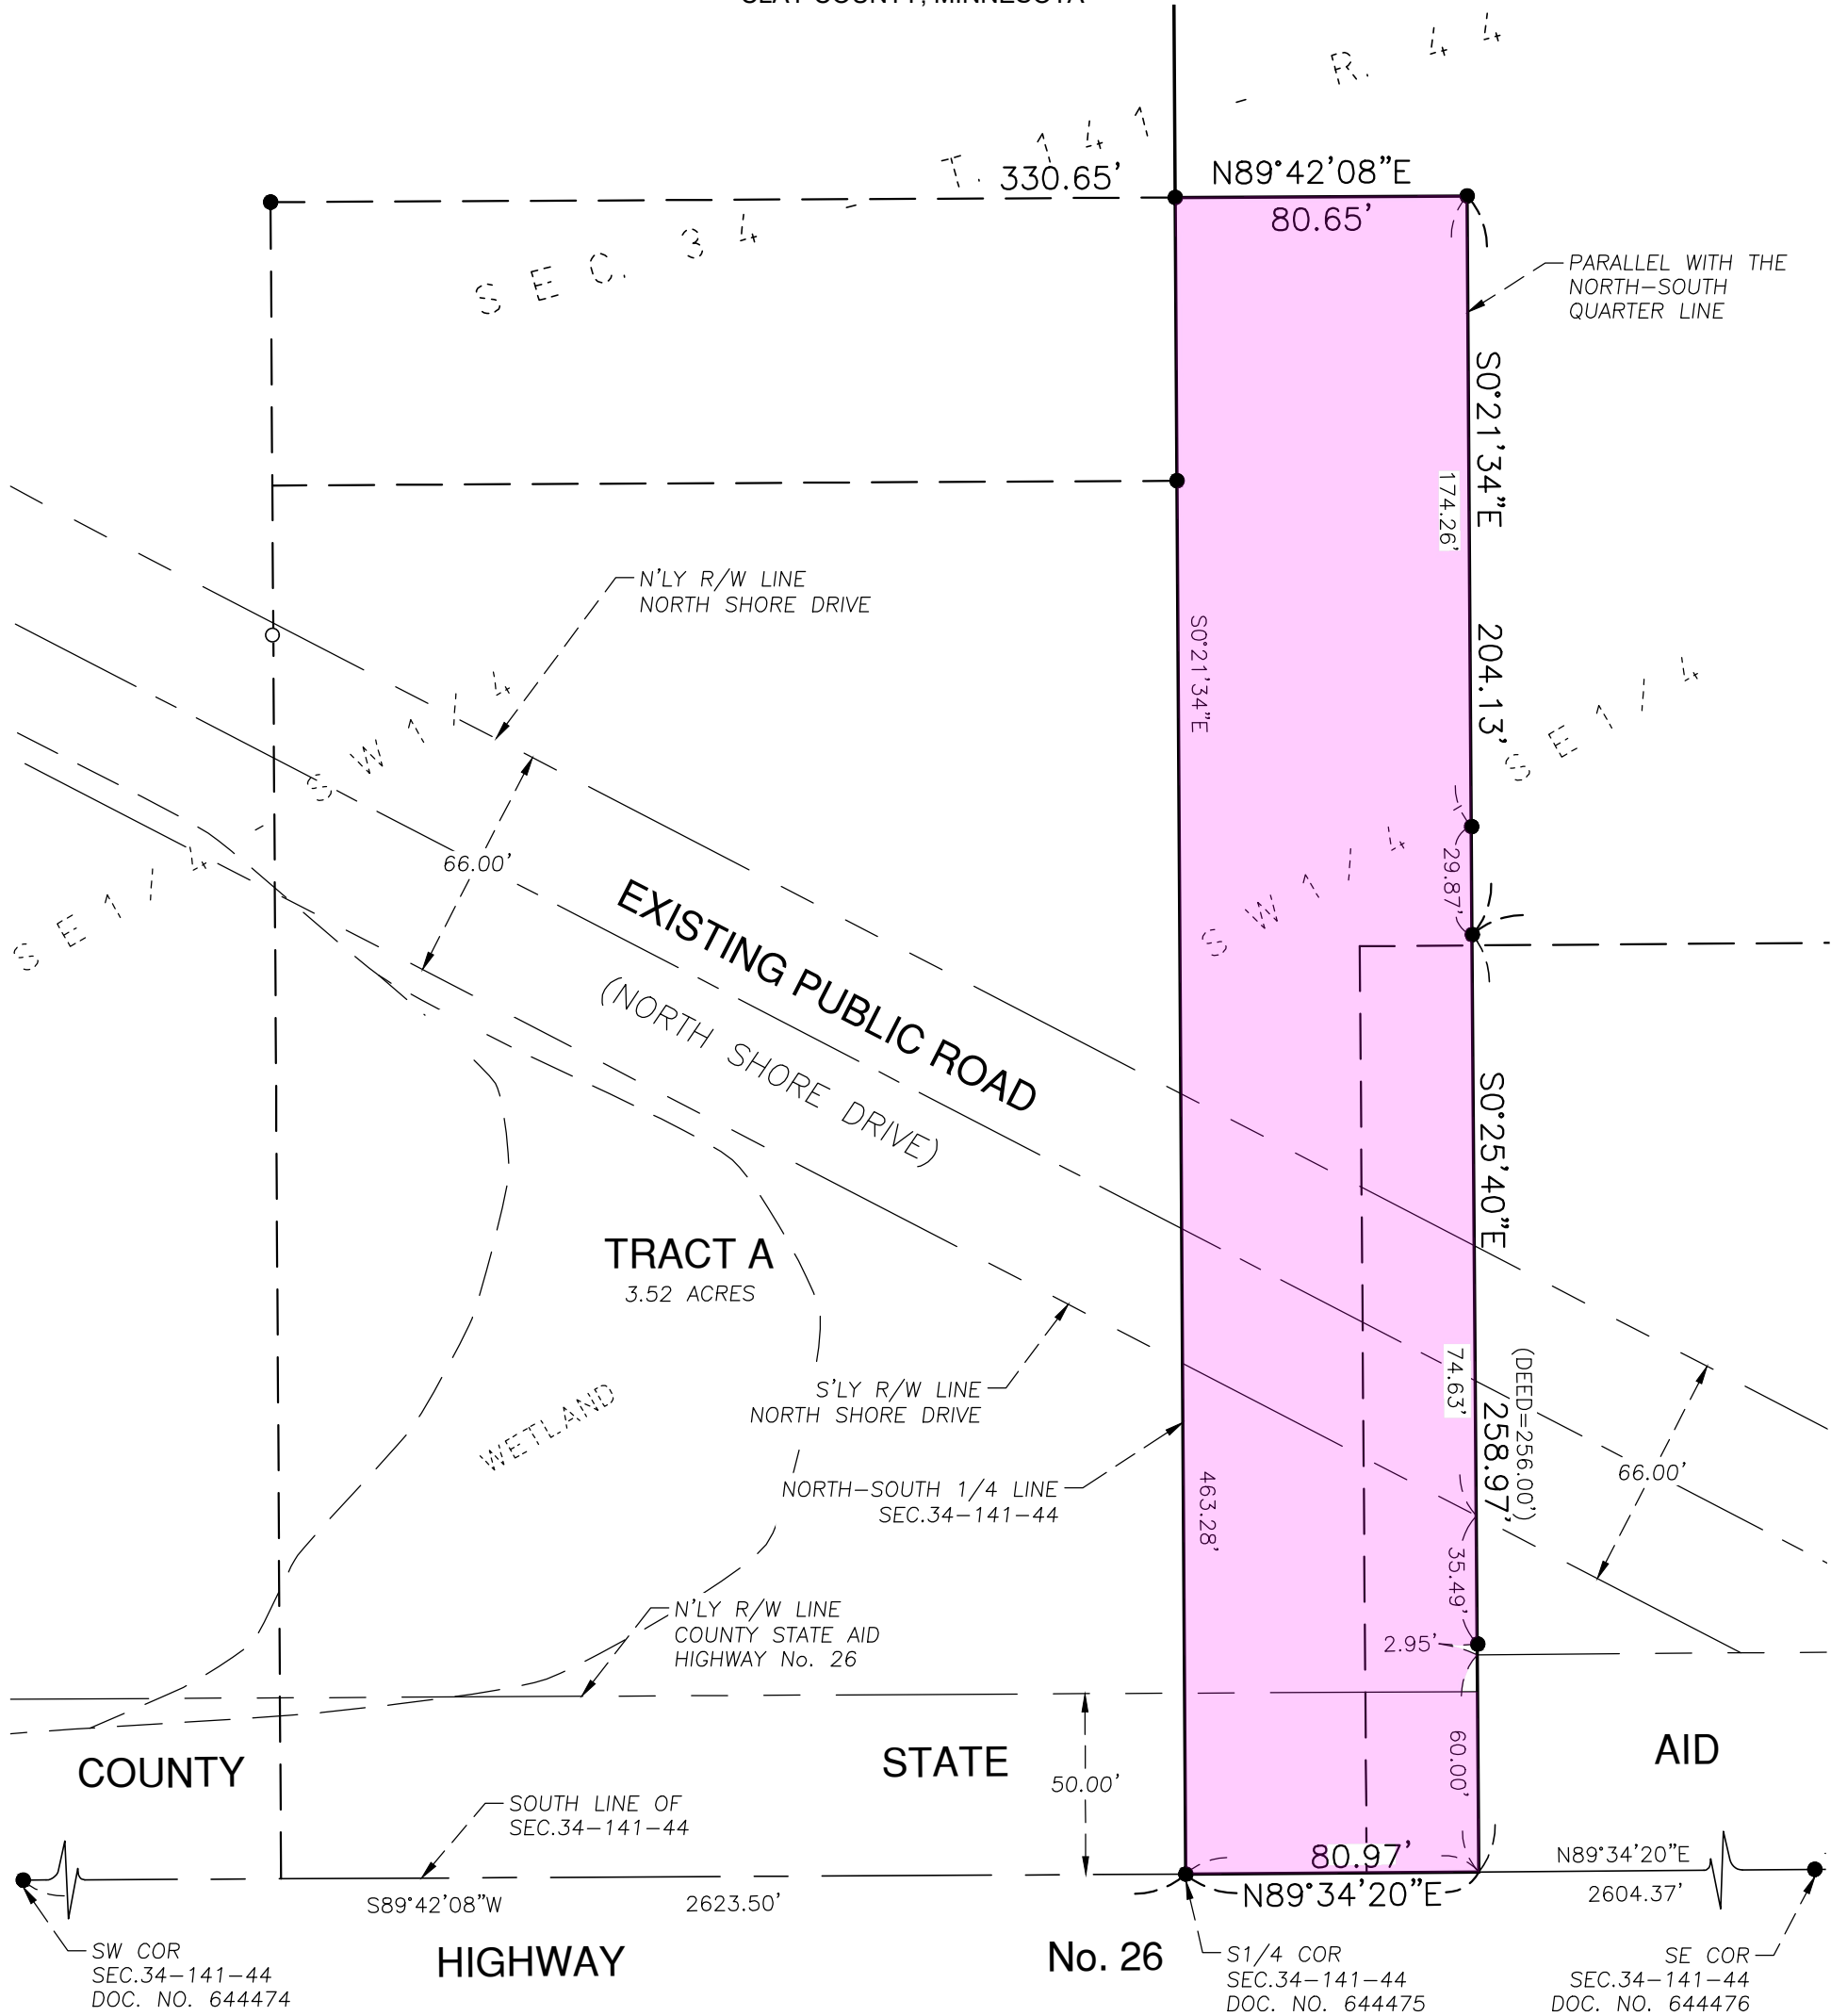 CLAY COUNTY, MINNESOTA
SEC. 34 - T. 141 - R. 44
330.65'
N89°42'08"E
80.65'
PARALLEL WITH THE
NORTH-SOUTH
QUARTER LINE
S0°21'34"E
174.26'
204.13'
N'LY R/W LINE
NORTH SHORE DRIVE
S0°21'34"E
SE1/4 - SW1/4
SW1/4 SE1/4
66.00'
29.87'
EXISTING PUBLIC ROAD
(NORTH SHORE DRIVE)
S0°25'40"E
TRACT A
3.52 ACRES
S'LY R/W LINE
NORTH SHORE DRIVE
74.63'
(DEED=256.00')
258.97'
66.00'
WETLAND
NORTH-SOUTH 1/4 LINE
SEC.34-141-44
463.28'
35.49'
N'LY R/W LINE
COUNTY STATE AID
HIGHWAY No. 26
2.95'
COUNTY STATE AID
50.00'
60.00'
SOUTH LINE OF
SEC.34-141-44
80.97'
N89°34'20"E
N89°34'20"E
2604.37'
S89°42'08"W 2623.50'
HIGHWAY No. 26
SW COR
SEC.34-141-44
DOC. NO. 644474
S1/4 COR
SEC.34-141-44
DOC. NO. 644475
SE COR
SEC.34-141-44
DOC. NO. 644476